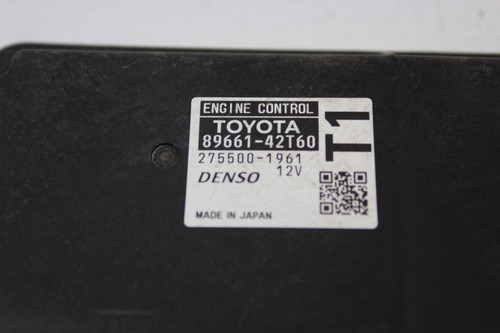 ENGINE CONTROL
TOYOTA
89661-42T60
275500-1961
12V
DENSO
MADE IN JAPAN
T1